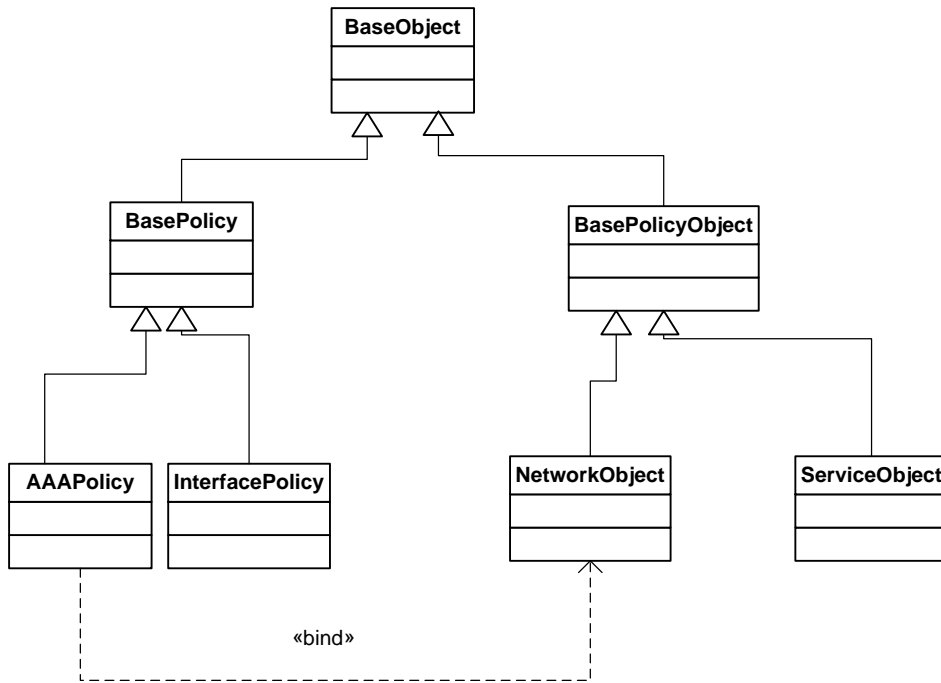 BaseObject
BasePolicy
BasePolicyObject
AAAPolicy
InterfacePolicy
NetworkObject
ServiceObject
«bind»